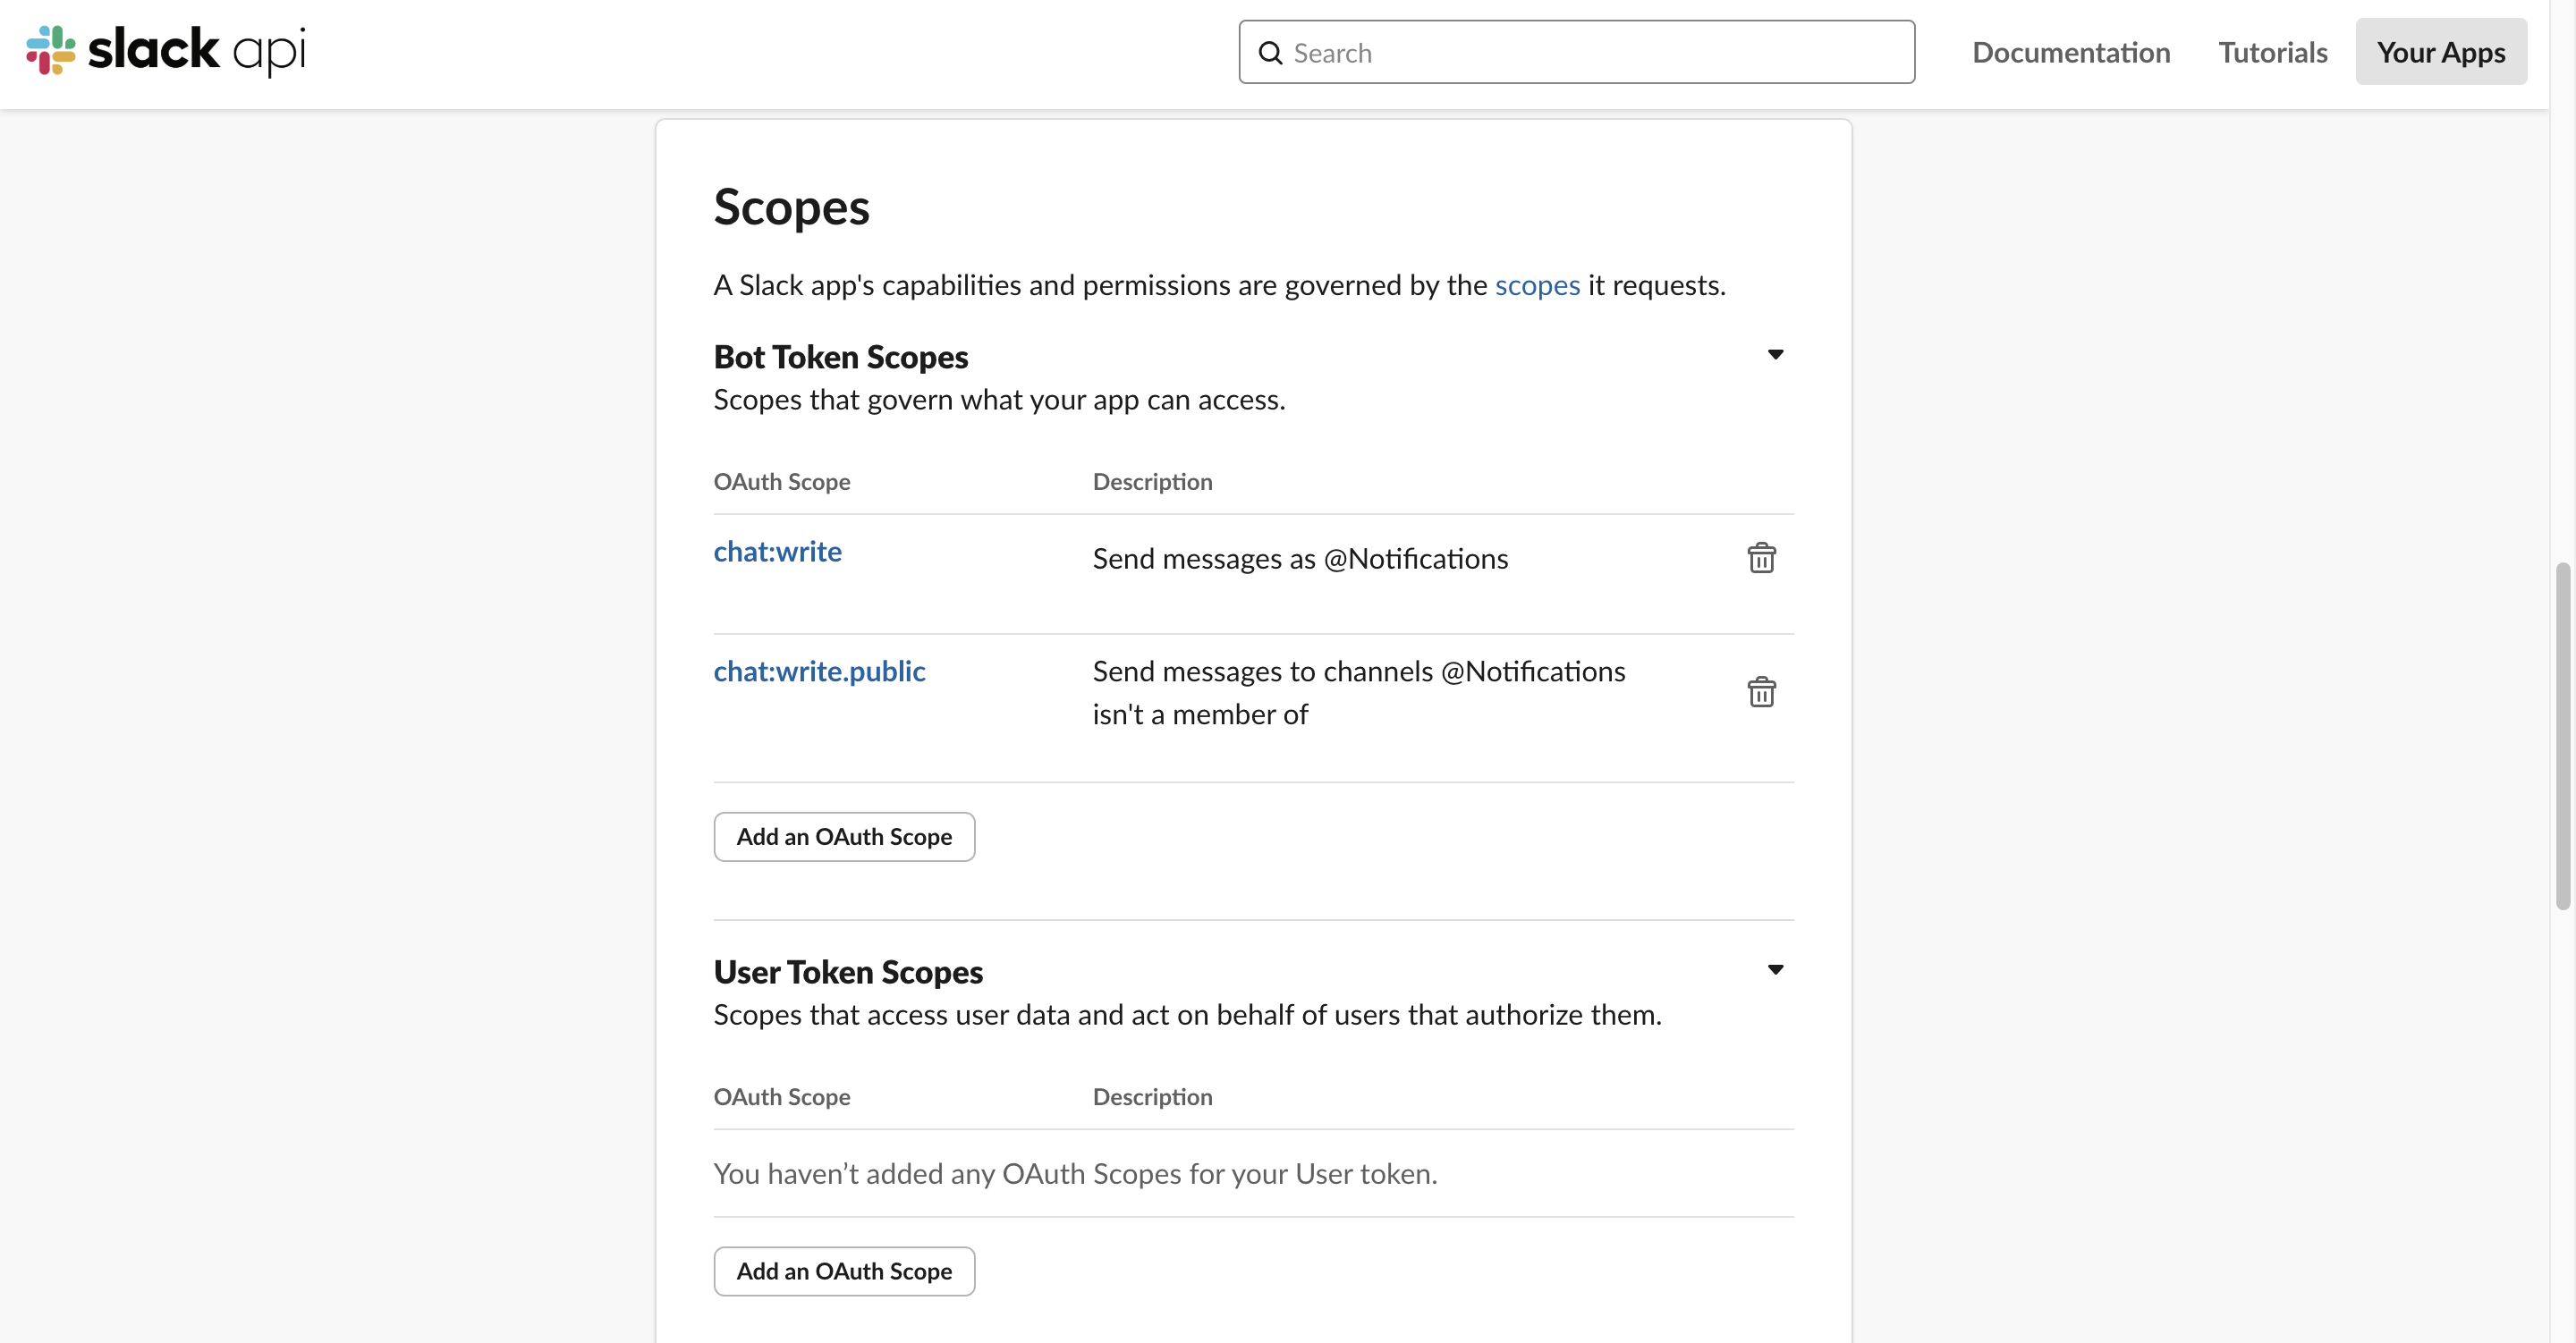 slack api
Search
Documentation
Tutorials
Your Apps
Scopes
A Slack app's capabilities and permissions are governed by the scopes it requests.
Bot Token Scopes
Scopes that govern what your app can access.
OAuth Scope Description
chat:write Send messages as @Notifications
chat:write.public Send messages to channels @Notifications
isn't a member of
Add an OAuth Scope
User Token Scopes
Scopes that access user data and act on behalf of users that authorize them.
OAuth Scope Description
You haven’t added any OAuth Scopes for your User token.
Add an OAuth Scope